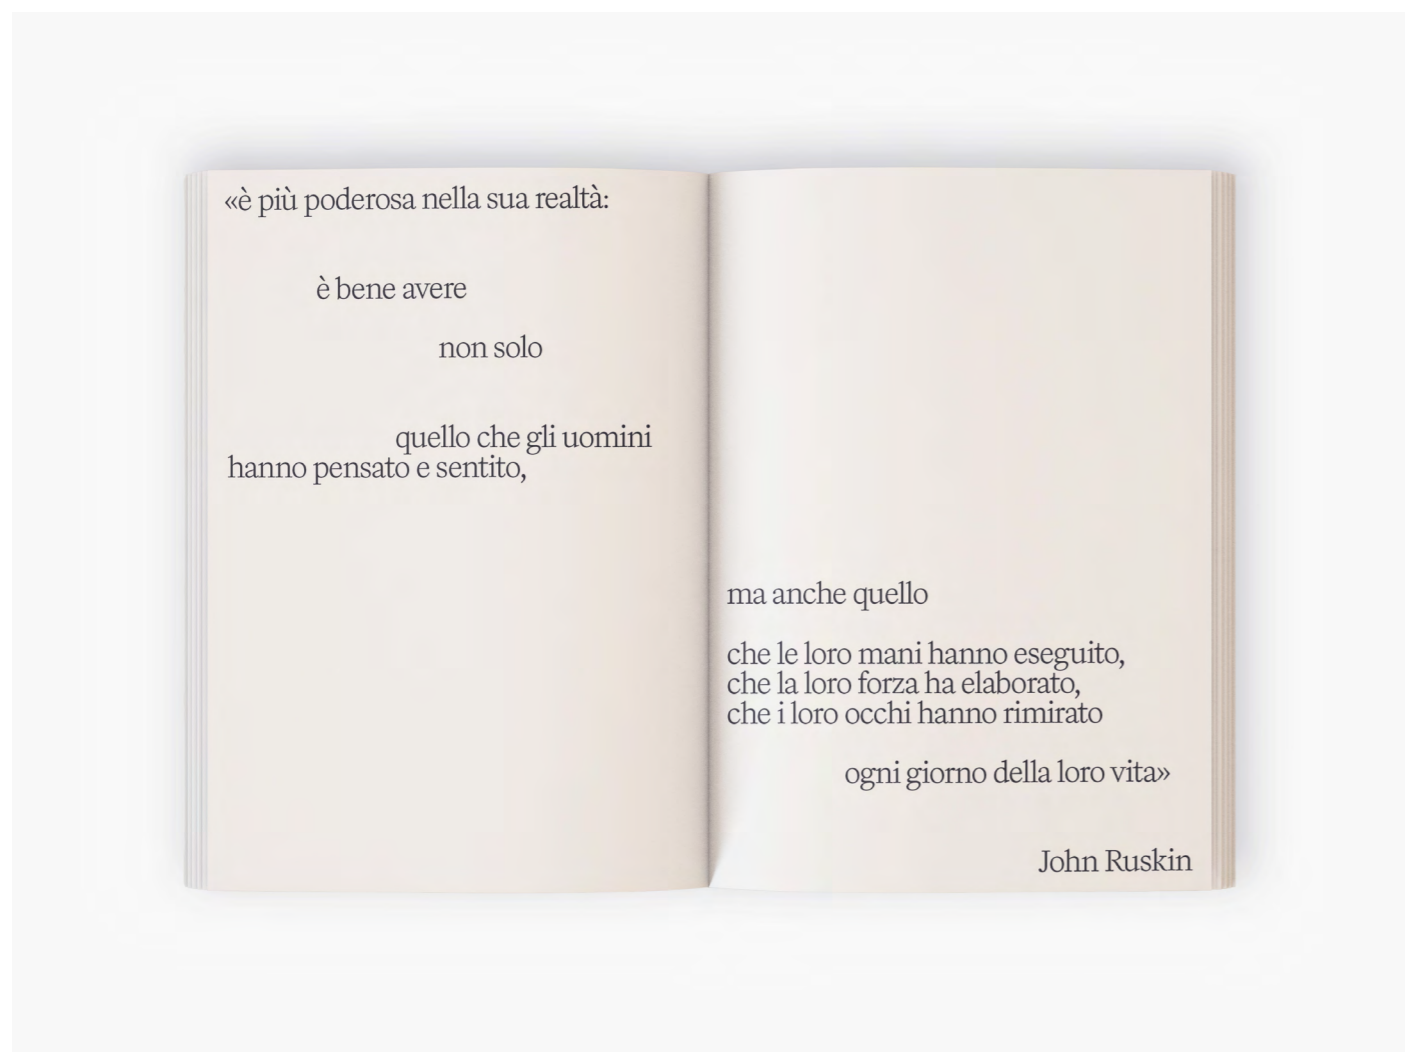 «è più poderosa nella sua realtà:
è bene avere
non solo
quello che gli uomini
hanno pensato e sentito,
ma anche quello
che le loro mani hanno eseguito,
che la loro forza ha elaborato,
che i loro occhi hanno rimirato
ogni giorno della loro vita»
John Ruskin